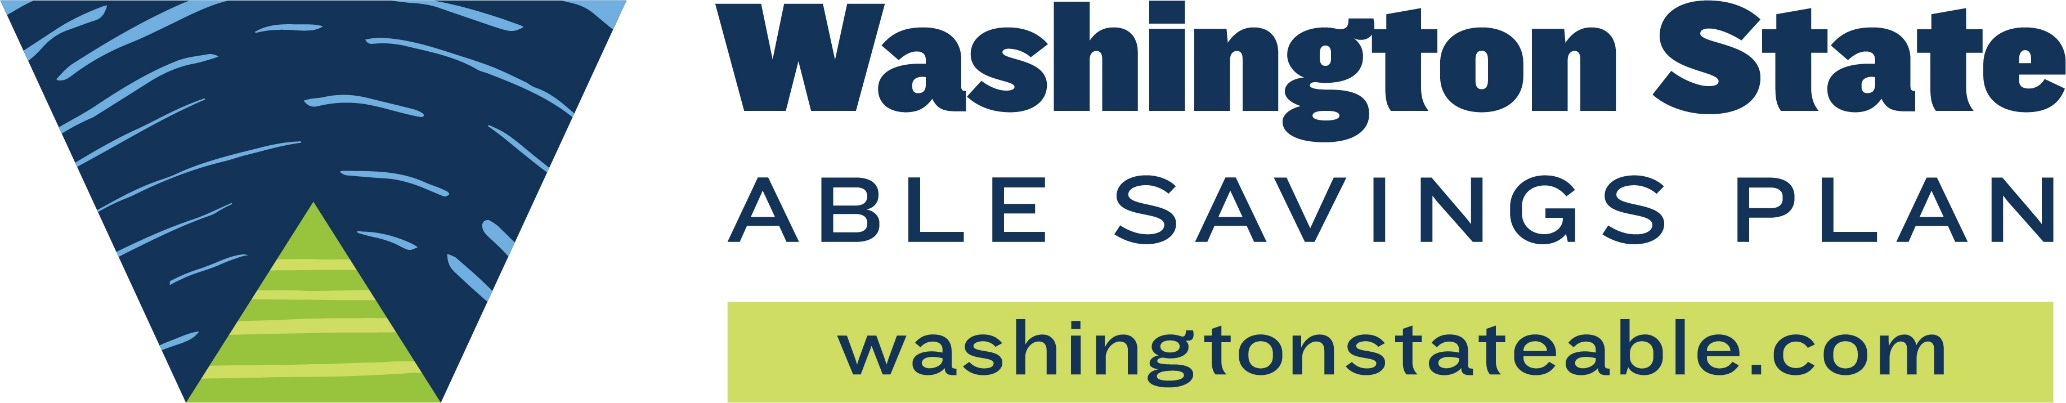 Washington State
ABLE SAVINGS PLAN
washingtonstateable.com